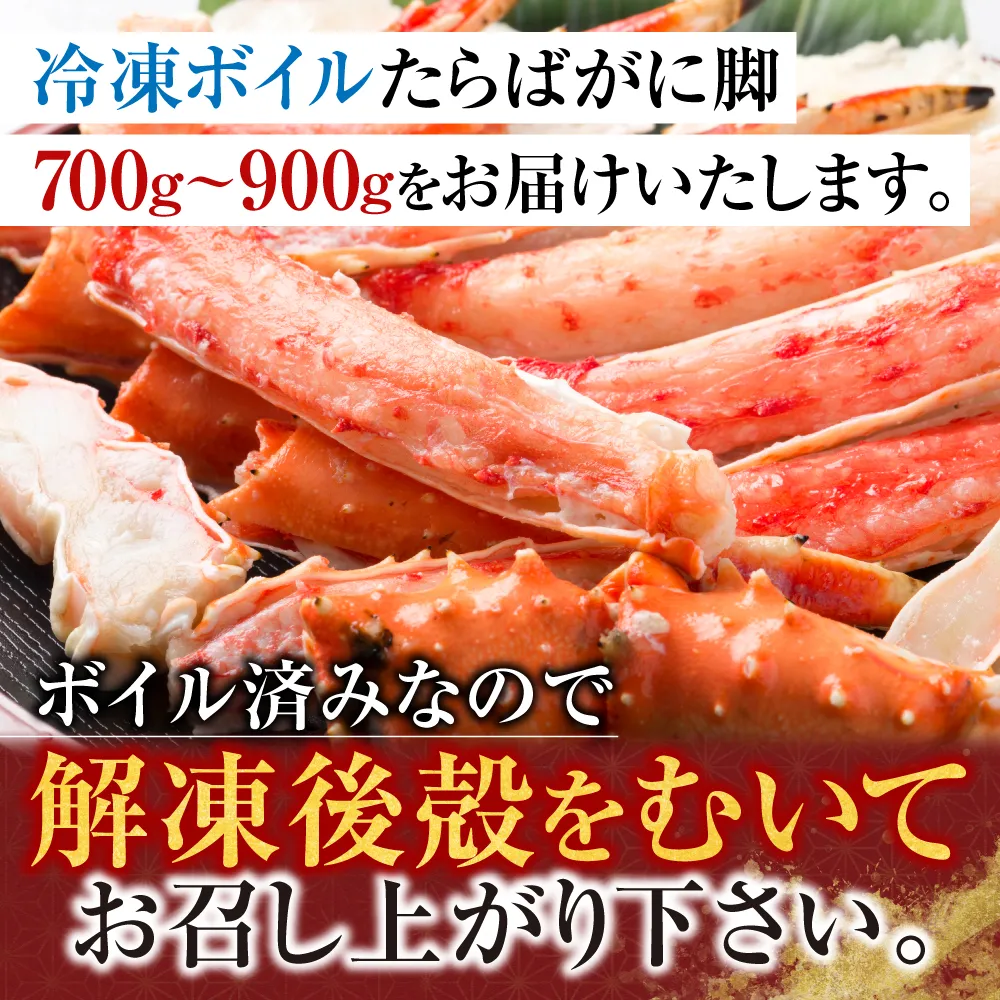 冷凍ボイルたらばがに脚
700g～900gをお届けいたします。
ボイル済みなので
解凍後殻をむいて
お召し上がり下さい。